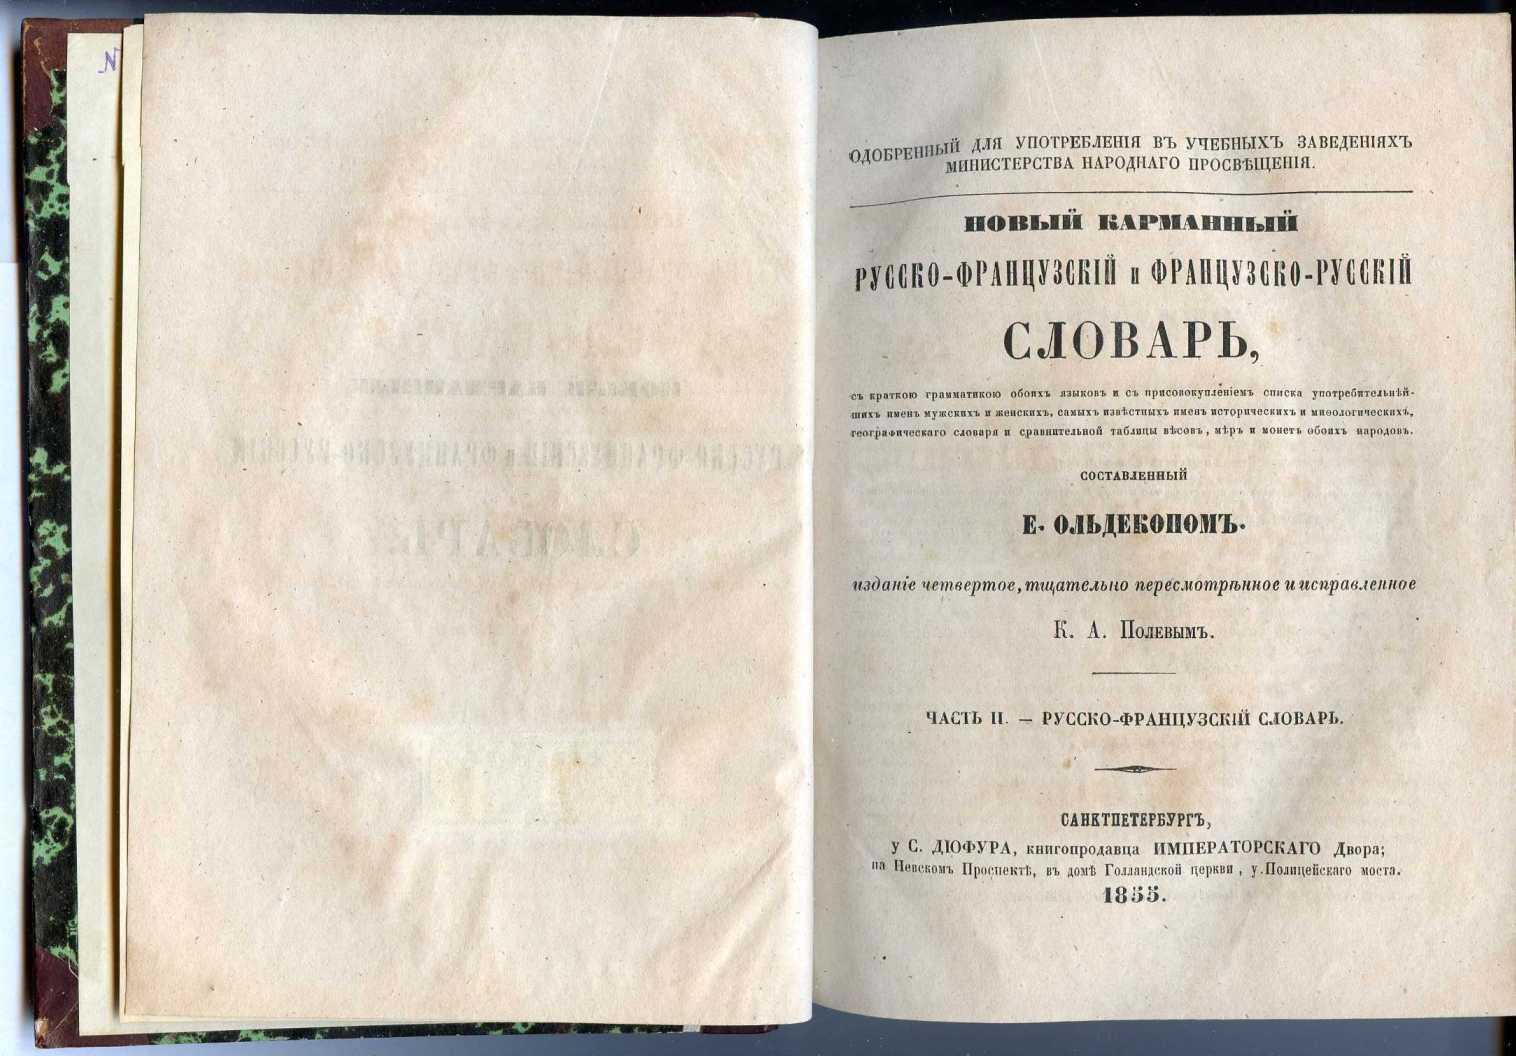 N
ОДОБРЕННЫЙ ДЛЯ УПОТРЕБЛЕНІЯ ВЪ УЧЕБНЫХЪ ЗАВЕДЕНІЯХЪ
МИНИСТЕРСТВА НАРОДНАГО ПРОСВѢЩЕНІЯ.
НОВЫЙ КАРМАННЫЙ
РУССКО-ФРАНЦУЗСКІЙ и ФРАНЦУЗСКО-РУССКІЙ
СЛОВАРЬ,
съ краткою грамматикою обоихъ языковъ и съ присовокупленіемъ списка употребительнѣй-
шихъ именъ мужскихъ и женскихъ, самыхъ извѣстныхъ именъ историческихъ и миѳологическихъ,
географическаго словаря и сравнительной таблицы вѣсовъ, мѣръ и монетъ обоихъ народовъ.
СОСТАВЛЕННЫЙ
Е. ОЛЬДЕКОПОМЪ.
изданіе четвертое, тщательно пересмотрѣнное и исправленное
К. А. Полевымъ.
ЧАСТЬ II. — РУССКО-ФРАНЦУЗСКІЙ СЛОВАРЬ.
САНКТПЕТЕРБУРГЪ,
у С. ДЮФУРА, книгопродавца ИМПЕРАТОРСКАГО Двора;
на Невскомъ Проспектѣ, въ домѣ Голландской церкви, у Полицейскаго моста.
1855.